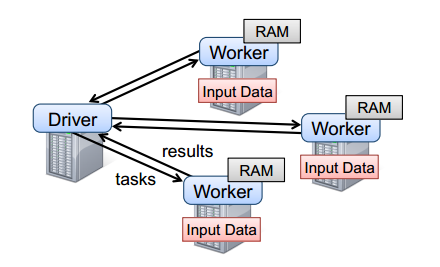 RAM
Worker
Input Data
Driver
RAM
Worker
Input Data
results
tasks
RAM
Worker
Input Data